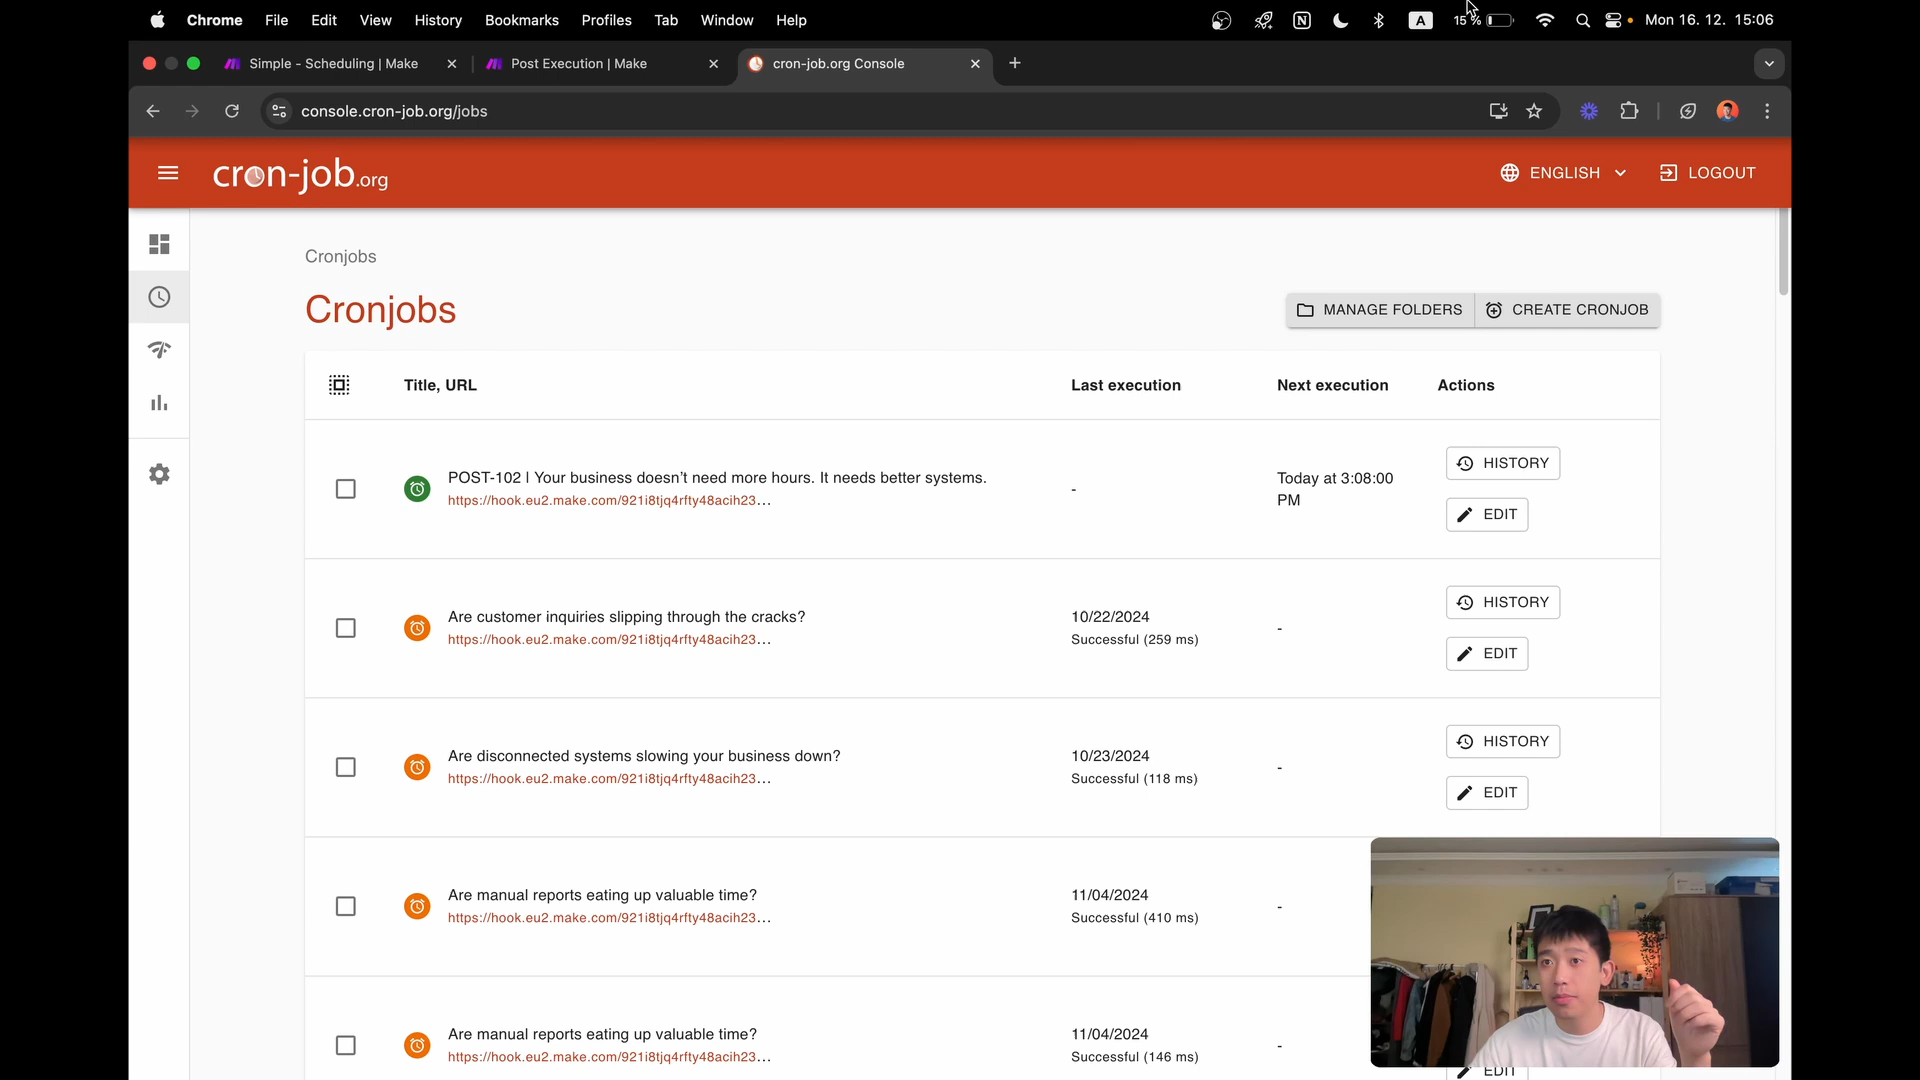 Chrome File Edit View History Bookmarks Profiles Tab Window Help A 15% Mon 16. 12. 15:06
Simple - Scheduling | Make Post Execution | Make cron-job.org Console
console.cron-job.org/jobs
cron-job.org ENGLISH LOGOUT
Cronjobs
Cronjobs MANAGE FOLDERS CREATE CRONJOB
Title, URL Last execution Next execution Actions
POST-102 | Your business doesn’t need more hours. It needs better systems.
https://hook.eu2.make.com/921i8tjq4rfty48acih23...
-
Today at 3:08:00
PM
HISTORY
EDIT
Are customer inquiries slipping through the cracks?
https://hook.eu2.make.com/921i8tjq4rfty48acih23...
10/22/2024
Successful (259 ms)
-
HISTORY
EDIT
Are disconnected systems slowing your business down?
https://hook.eu2.make.com/921i8tjq4rfty48acih23...
10/23/2024
Successful (118 ms)
-
HISTORY
EDIT
Are manual reports eating up valuable time?
https://hook.eu2.make.com/921i8tjq4rfty48acih23...
11/04/2024
Successful (410 ms)
-
Are manual reports eating up valuable time?
https://hook.eu2.make.com/921i8tjq4rfty48acih23...
11/04/2024
Successful (146 ms)
-
EDIT